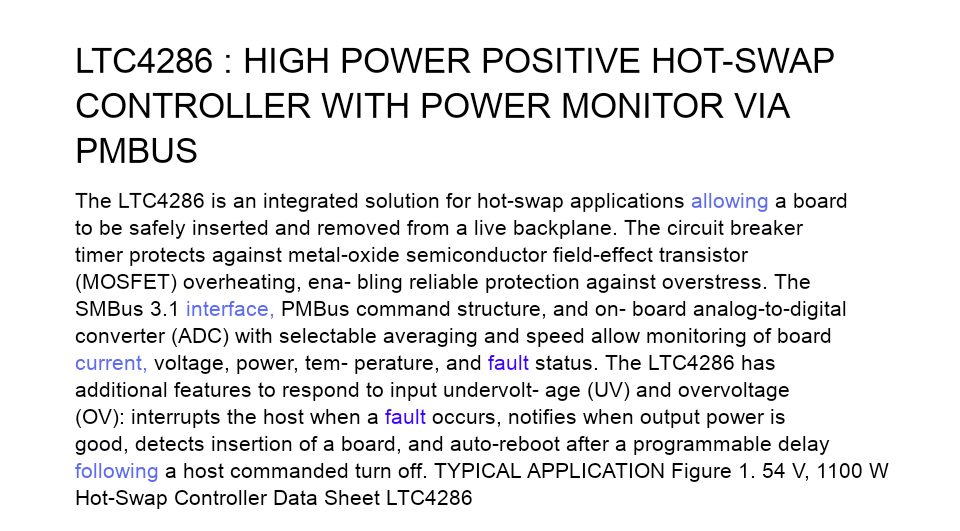 LTC4286 : HIGH POWER POSITIVE HOT-SWAP
CONTROLLER WITH POWER MONITOR VIA
PMBUS
The LTC4286 is an integrated solution for hot-swap applications allowing a board
to be safely inserted and removed from a live backplane. The circuit breaker
timer protects against metal-oxide semiconductor field-effect transistor
(MOSFET) overheating, ena- bling reliable protection against overstress. The
SMBus 3.1 interface, PMBus command structure, and on- board analog-to-digital
converter (ADC) with selectable averaging and speed allow monitoring of board
current, voltage, power, tem- perature, and fault status. The LTC4286 has
additional features to respond to input undervolt- age (UV) and overvoltage
(OV): interrupts the host when a fault occurs, notifies when output power is
good, detects insertion of a board, and auto-reboot after a programmable delay
following a host commanded turn off. TYPICAL APPLICATION Figure 1. 54 V, 1100 W
Hot-Swap Controller Data Sheet LTC4286